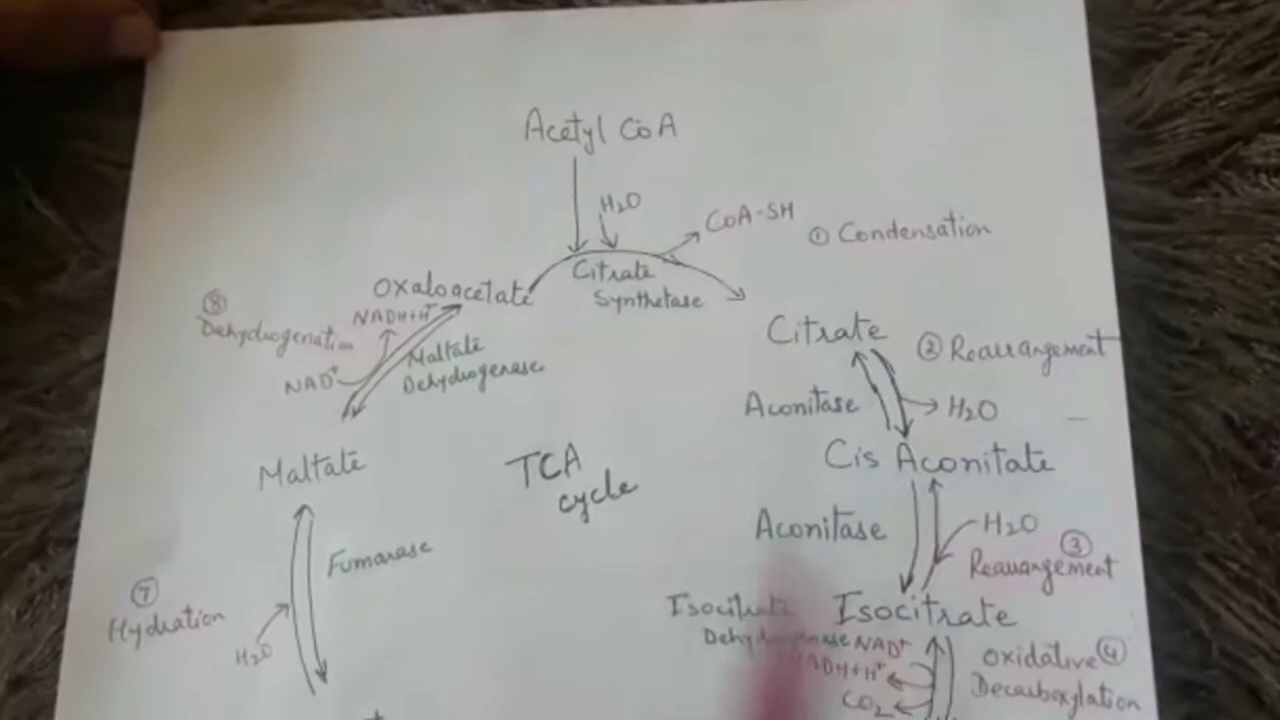 Acetyl CoA
H2O
CoA-SH
① Condensation
Citrate
Synthetase
Oxaloacetate
⑧
Dehydrogenation
NADH+H+
NAD+
Maltate
Dehydrogenase
Citrate
② Rearrangement
Aconitase
H2O
Cis Aconitate
Maltate
TCA
cycle
Aconitase
H2O
③
Rearrangement
Fumarase
⑦
Hydration
H2O
Isocitrate
Isocitrate
Dehydrogenase NAD+
NADH+H+
CO2
Oxidative ④
Decarboxylation